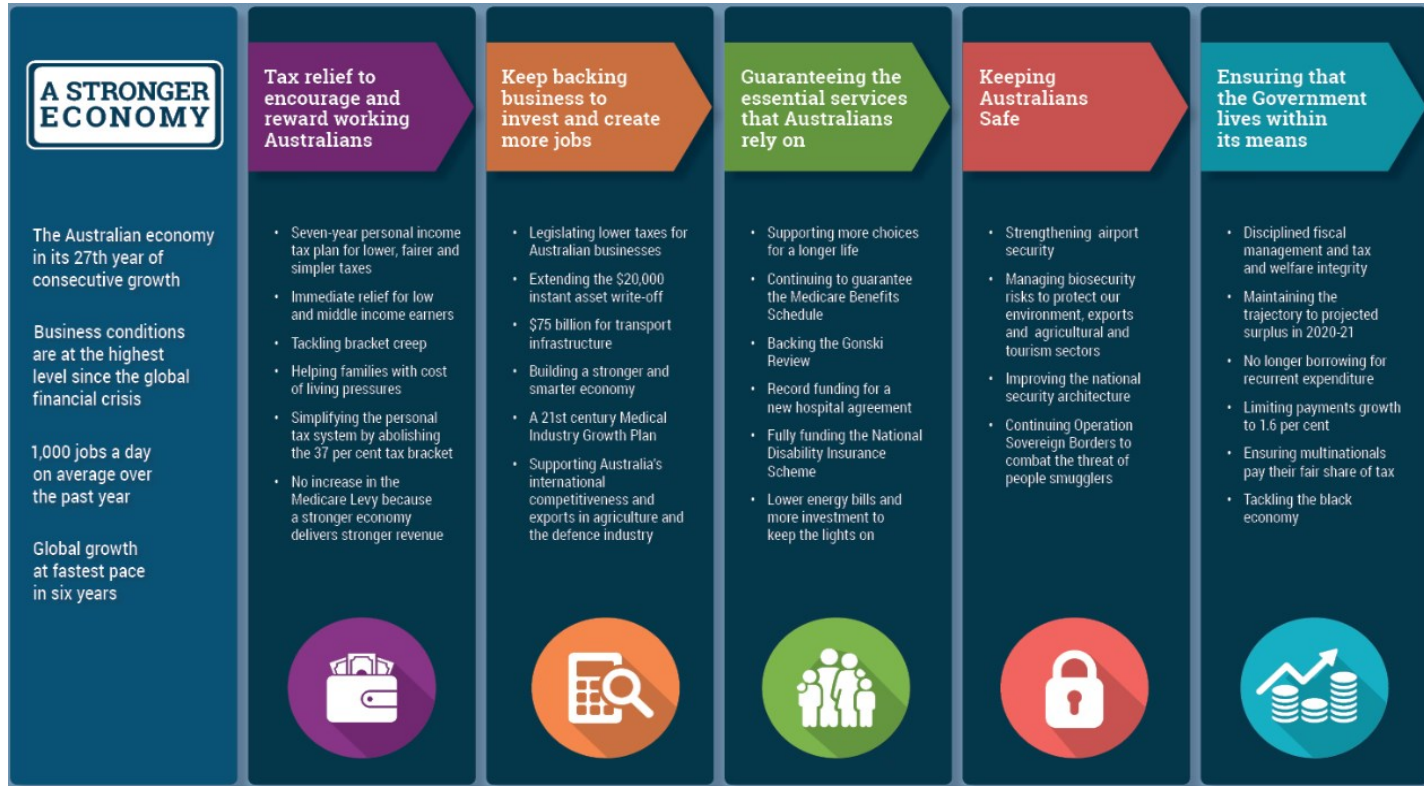 A STRONGER
ECONOMY
The Australian economy
in its 27th year of
consecutive growth
Business conditions
are at the highest
level since the global
financial crisis
1,000 jobs a day
on average over
the past year
Global growth
at fastest pace
in six years
Tax relief to
encourage and
reward working
Australians
• Seven-year personal income
tax plan for lower, fairer and
simpler taxes
• Immediate relief for low
and middle income earners
• Tackling bracket creep
• Helping families with cost
of living pressures
• Simplifying the personal
tax system by abolishing
the 37 per cent tax bracket
• No increase in the
Medicare Levy because
a stronger economy
delivers stronger revenue
Keep backing
business to
invest and create
more jobs
• Legislating lower taxes for
Australian businesses
• Extending the $20,000
instant asset write-off
• $75 billion for transport
infrastructure
• Building a stronger and
smarter economy
• A 21st century Medical
Industry Growth Plan
• Supporting Australia's
international
competitiveness and
exports in agriculture and
the defence industry
Guaranteeing the
essential services
that Australians
rely on
• Supporting more choices
for a longer life
• Continuing to guarantee
the Medicare Benefits
Schedule
• Backing the Gonski
Review
• Record funding for a
new hospital agreement
• Fully funding the National
Disability Insurance
Scheme
• Lower energy bills and
more investment to
keep the lights on
Keeping
Australians
Safe
• Strengthening airport
security
• Managing biosecurity
risks to protect our
environment, exports
and agricultural and
tourism sectors
• Improving the national
security architecture
• Continuing Operation
Sovereign Borders to
combat the threat of
people smugglers
Ensuring that
the Government
lives within
its means
• Disciplined fiscal
management and tax
and welfare integrity
• Maintaining the
trajectory to projected
surplus in 2020-21
• No longer borrowing for
recurrent expenditure
• Limiting payments growth
to 1.6 per cent
• Ensuring multinationals
pay their fair share of tax
• Tackling the black
economy